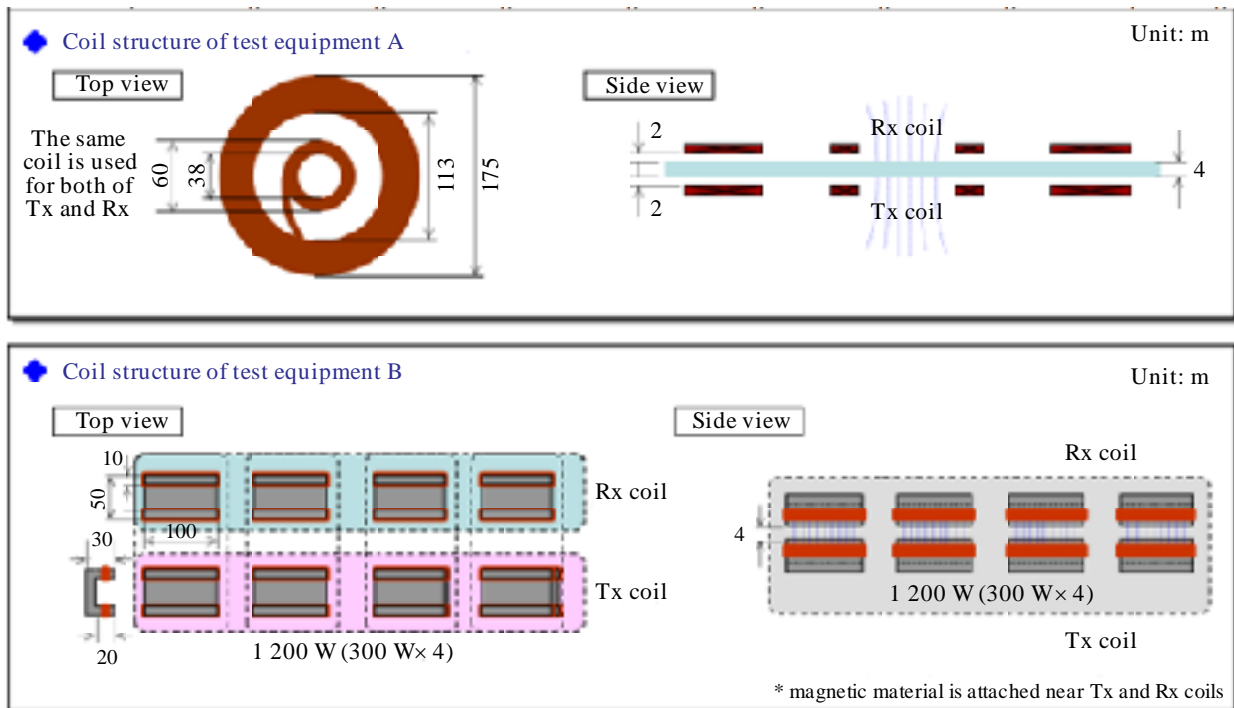 Coil structure of test equipment A
Unit: m
Top view
Side view
The same
coil is used
for both of
Tx and Rx
60
38
113
175
2
2
Rx coil
Tx coil
4
Coil structure of test equipment B
Unit: m
Top view
Side view
10
50
100
30
20
Rx coil
Tx coil
1 200 W (300 W× 4)
Rx coil
4
1 200 W (300 W× 4)
Tx coil
* magnetic material is attached near Tx and Rx coils